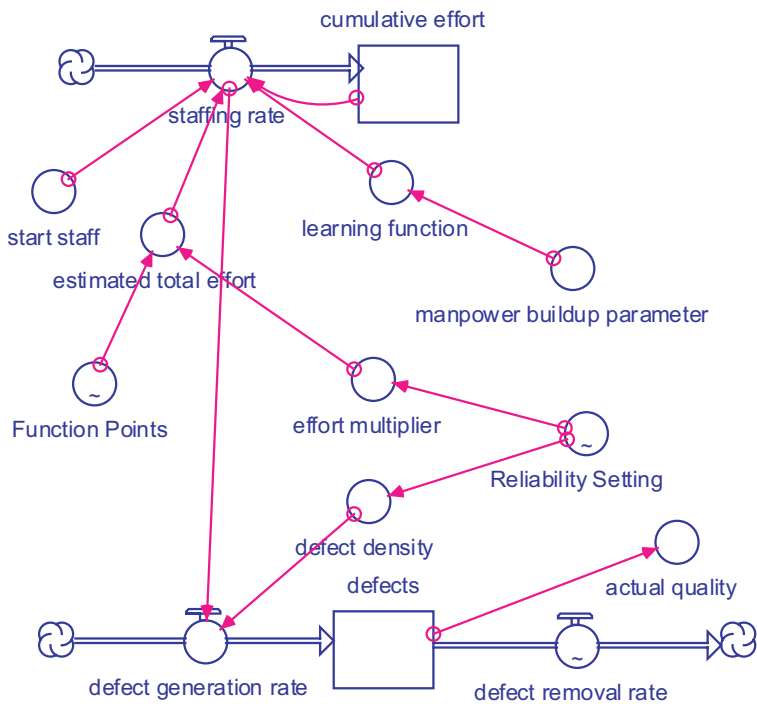 cumulative effort
staffing rate
start staff
learning function
estimated total effort
manpower buildup parameter
~
Function Points
effort multiplier
~
Reliability Setting
defect density
defects
actual quality
~
defect generation rate
defect removal rate